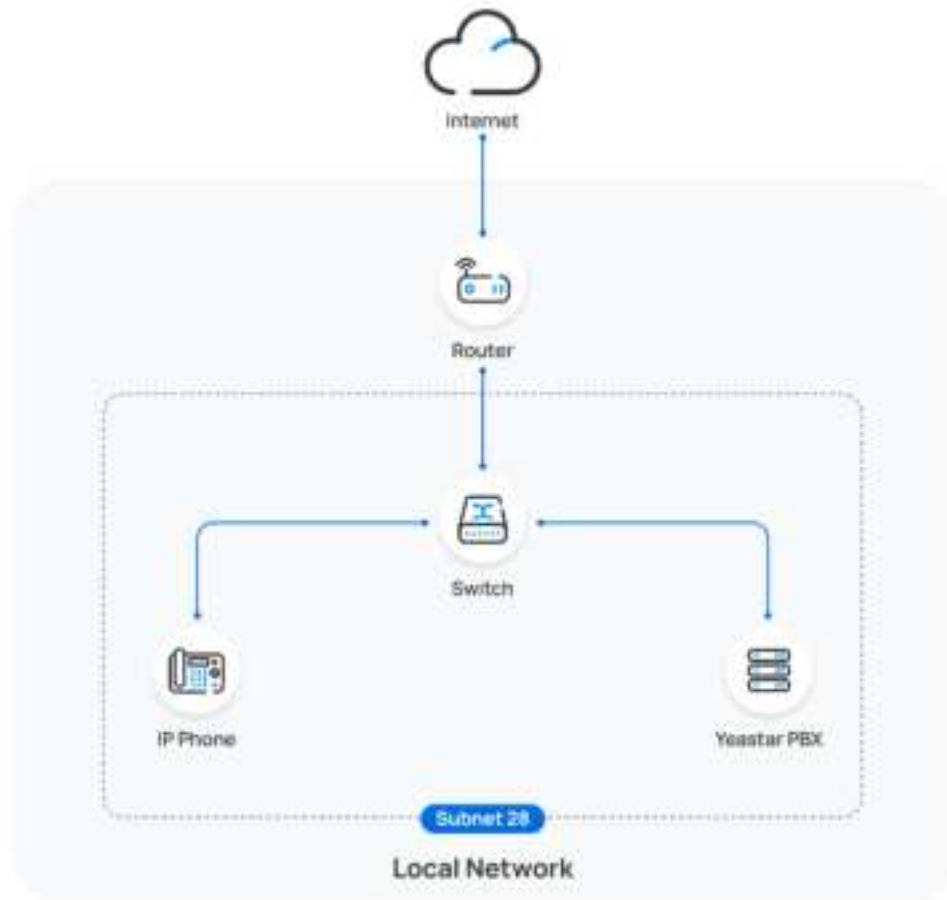 Internet
Router
Switch
IP Phone
Yeastar PBX
Subnet 28
Local Network